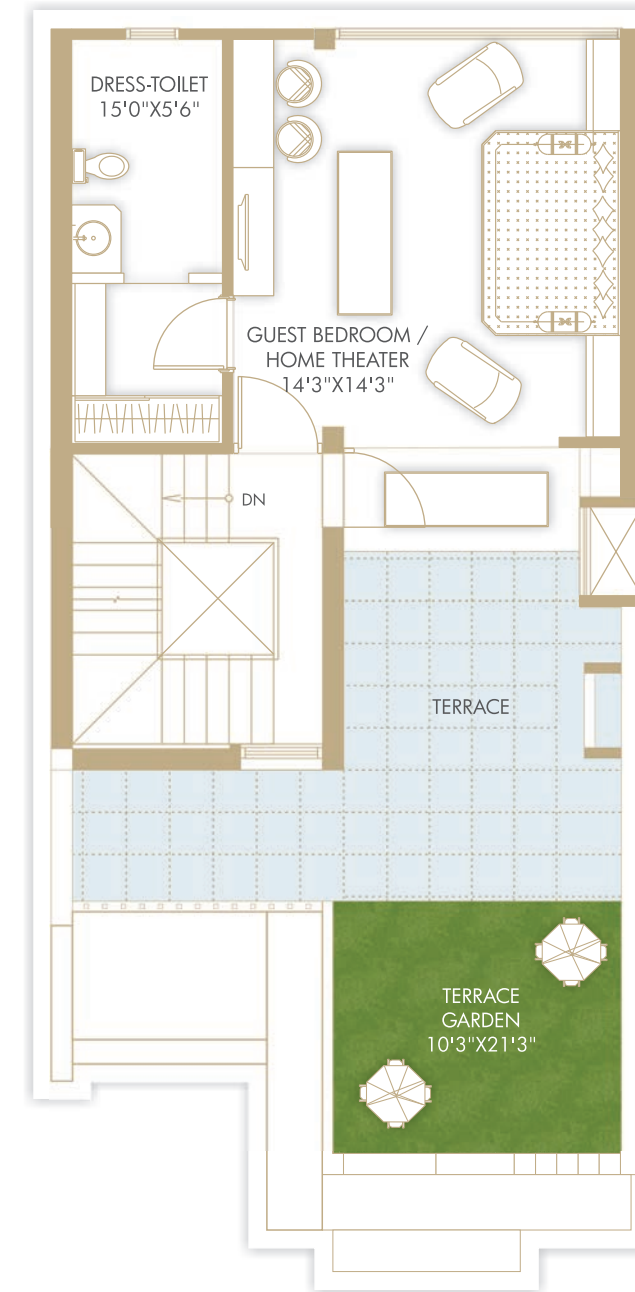 DRESS-TOILET
15'0"X5'6"
GUEST BEDROOM /
HOME THEATER
14'3"X14'3"
DN
TERRACE
TERRACE
GARDEN
10'3"X21'3"